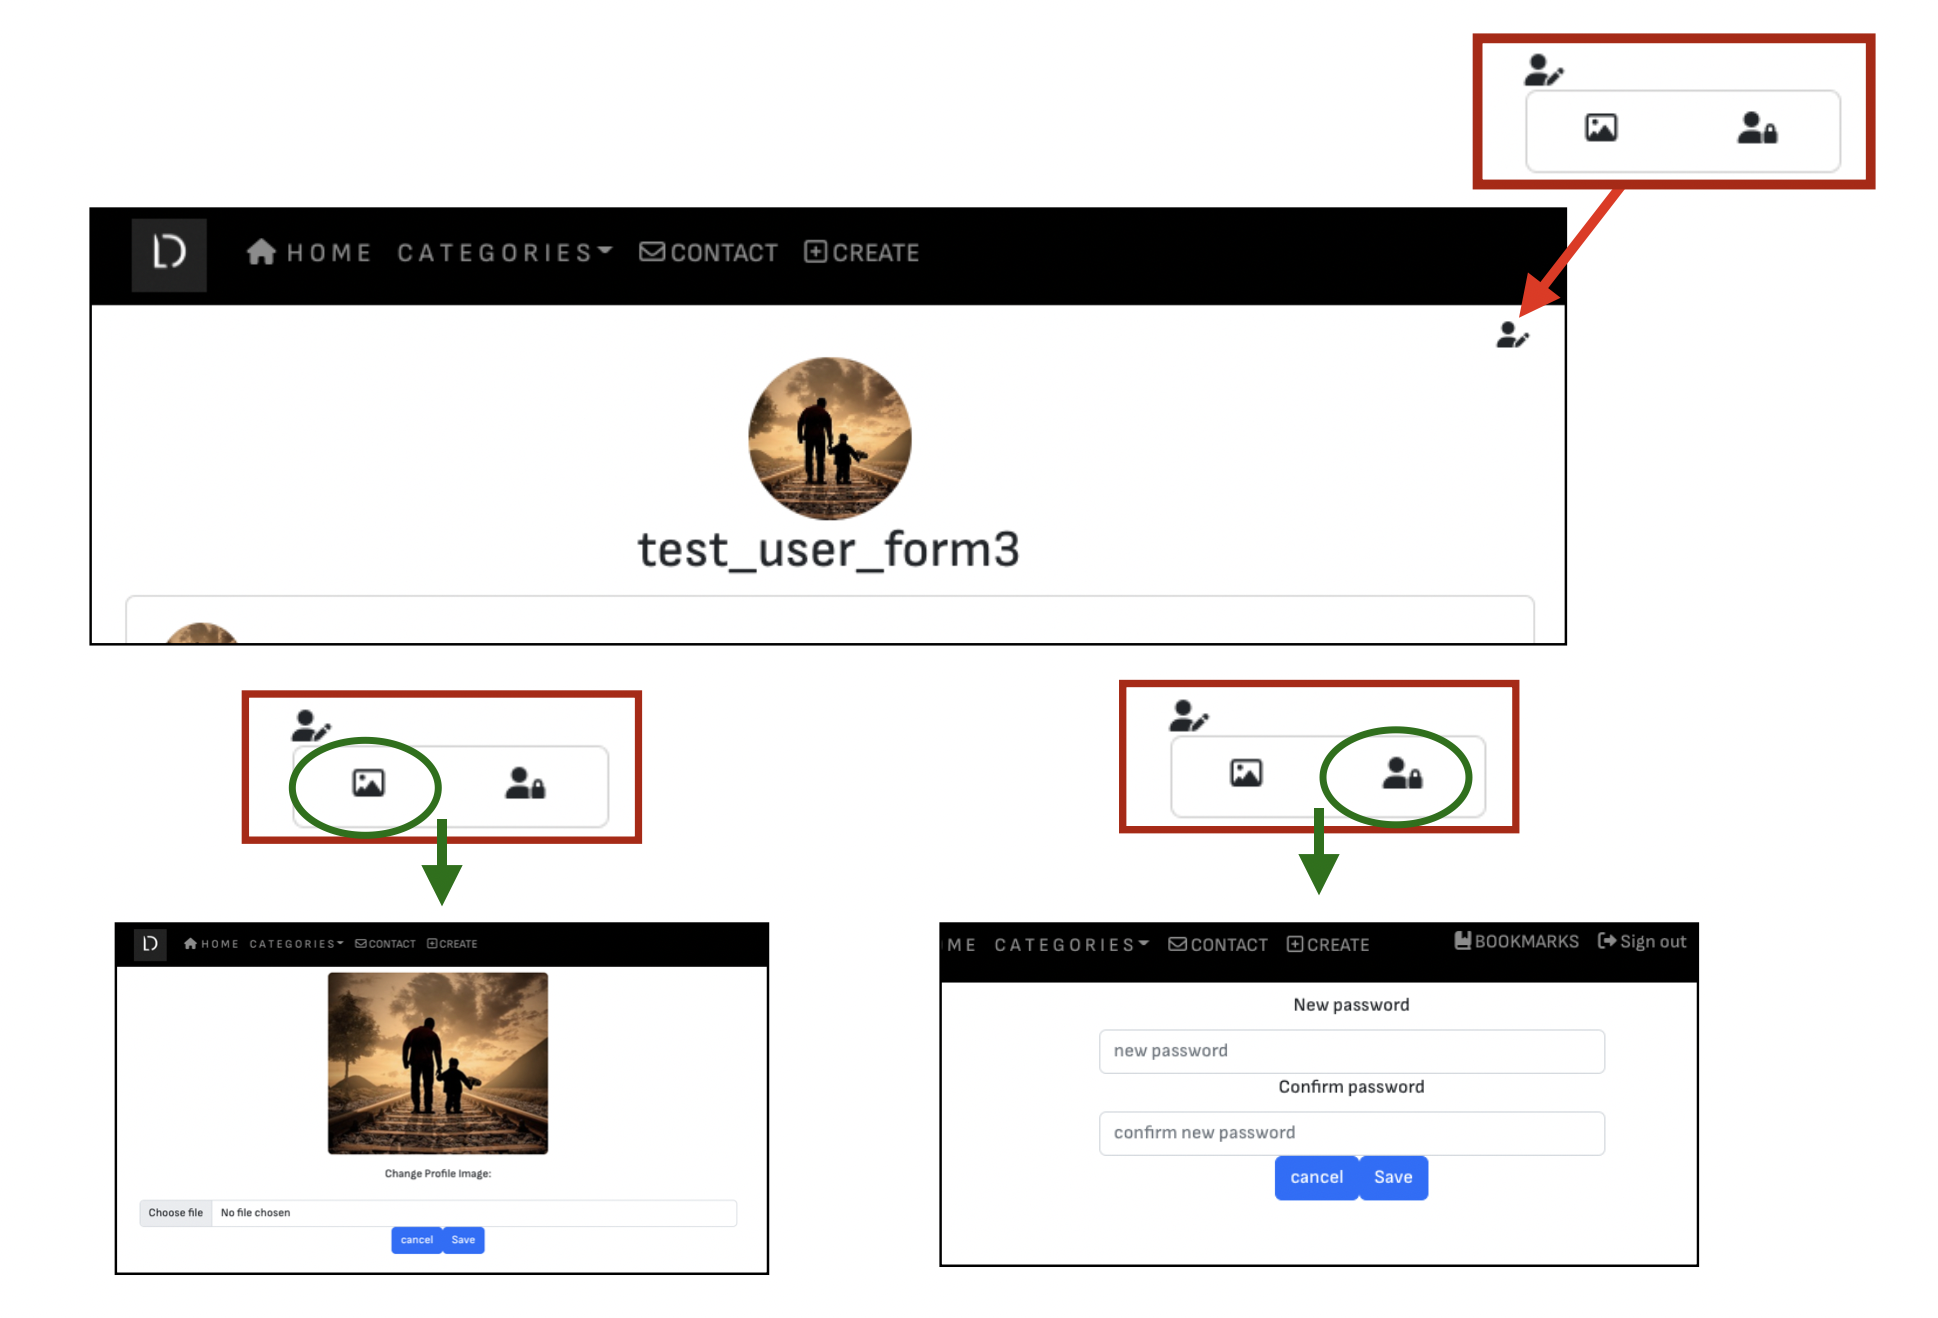 HOME CATEGORIES CONTACT CREATE
test_user_form3
HOME CATEGORIES CONTACT CREATE
Change Profile Image:
Choose file No file chosen
cancel Save
ME CATEGORIES CONTACT CREATE BOOKMARKS Sign out
New password
new password
Confirm password
confirm new password
cancel Save